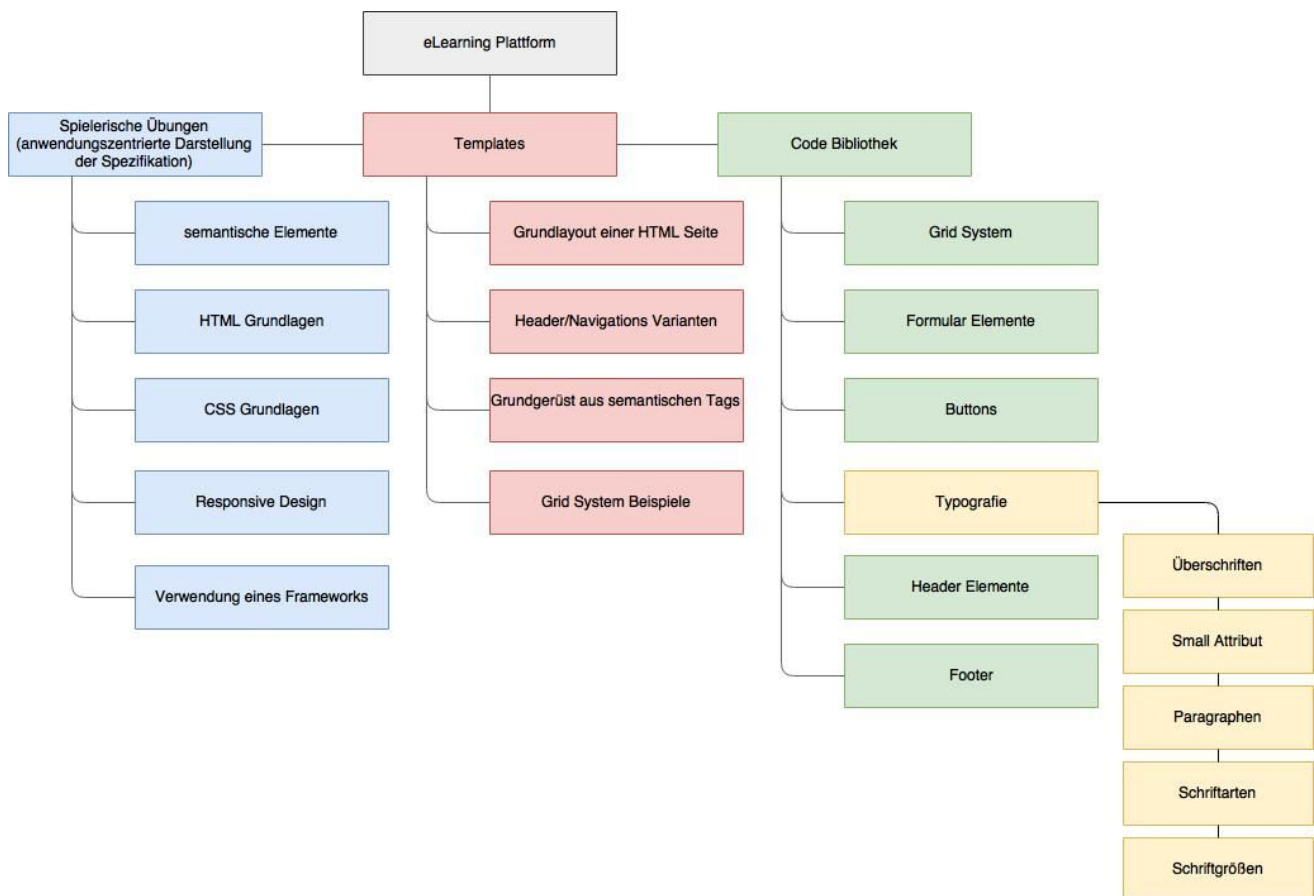 eLearning Plattform
Spielerische Übungen
(anwendungszentrierte Darstellung
der Spezifikation)
Templates
Code Bibliothek
semantische Elemente
HTML Grundlagen
CSS Grundlagen
Responsive Design
Verwendung eines Frameworks
Grundlayout einer HTML Seite
Header/Navigations Varianten
Grundgerüst aus semantischen Tags
Grid System Beispiele
Grid System
Formular Elemente
Buttons
Typografie
Header Elemente
Footer
Überschriften
Small Attribut
Paragraphen
Schriftarten
Schriftgrößen